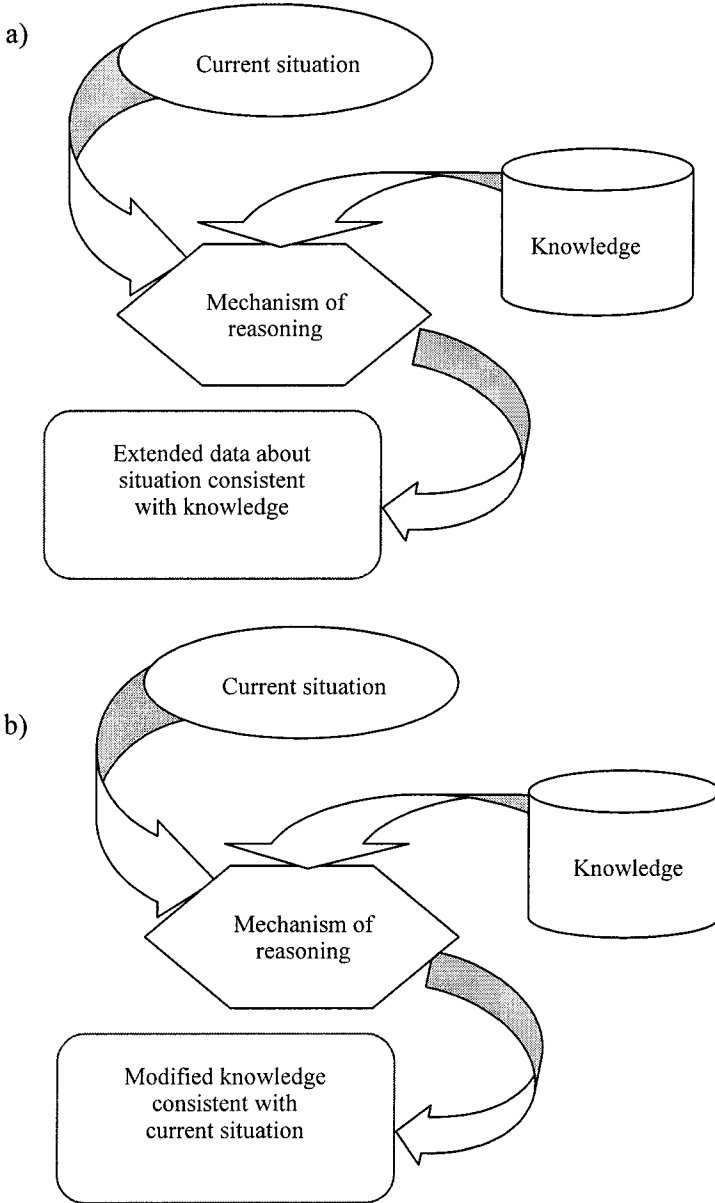 a)
Current situation
Knowledge
Mechanism of
reasoning
Extended data about
situation consistent
with knowledge
b)
Current situation
Knowledge
Mechanism of
reasoning
Modified knowledge
consistent with
current situation